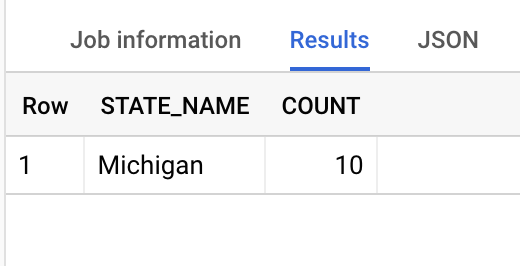 Job information Results JSON
Row STATE_NAME COUNT
1 Michigan 10